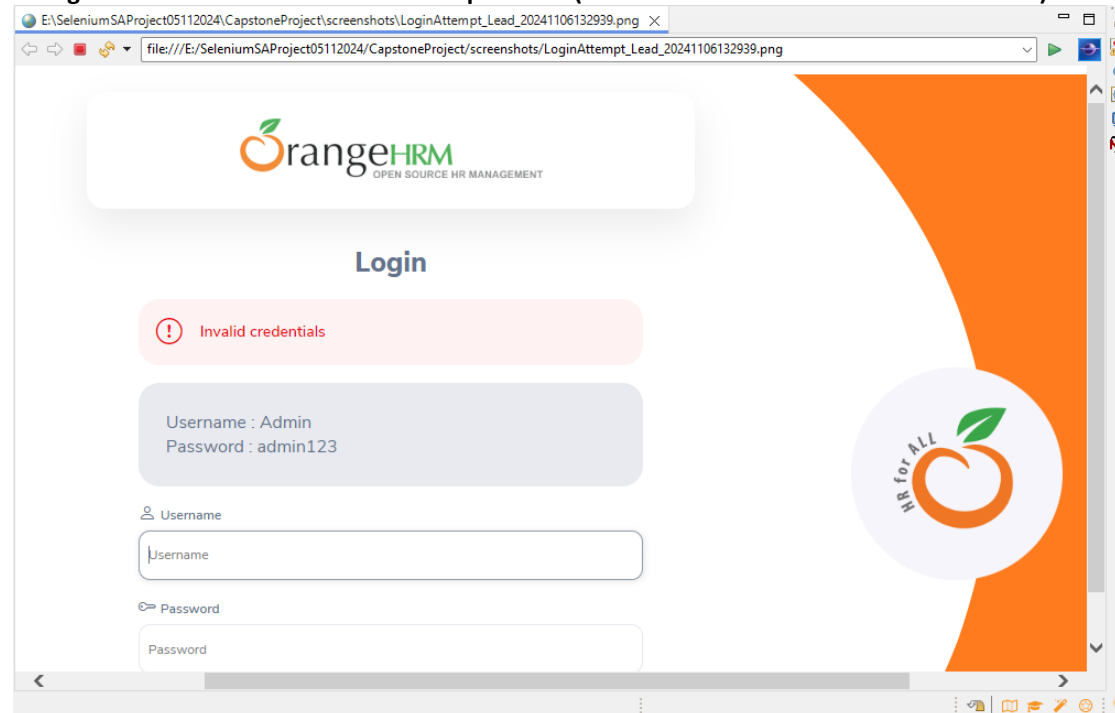 E:\SeleniumSAProject05112024\CapstoneProject\screenshots\LoginAttempt_Lead_20241106132939.png
file:///E:/SeleniumSAProject05112024/CapstoneProject/screenshots/LoginAttempt_Lead_20241106132939.png
OrangeHRM
OPEN SOURCE HR MANAGEMENT
Login
Invalid credentials
Username : Admin
Password : admin123
HR for ALL
Username
Username
Password
Password